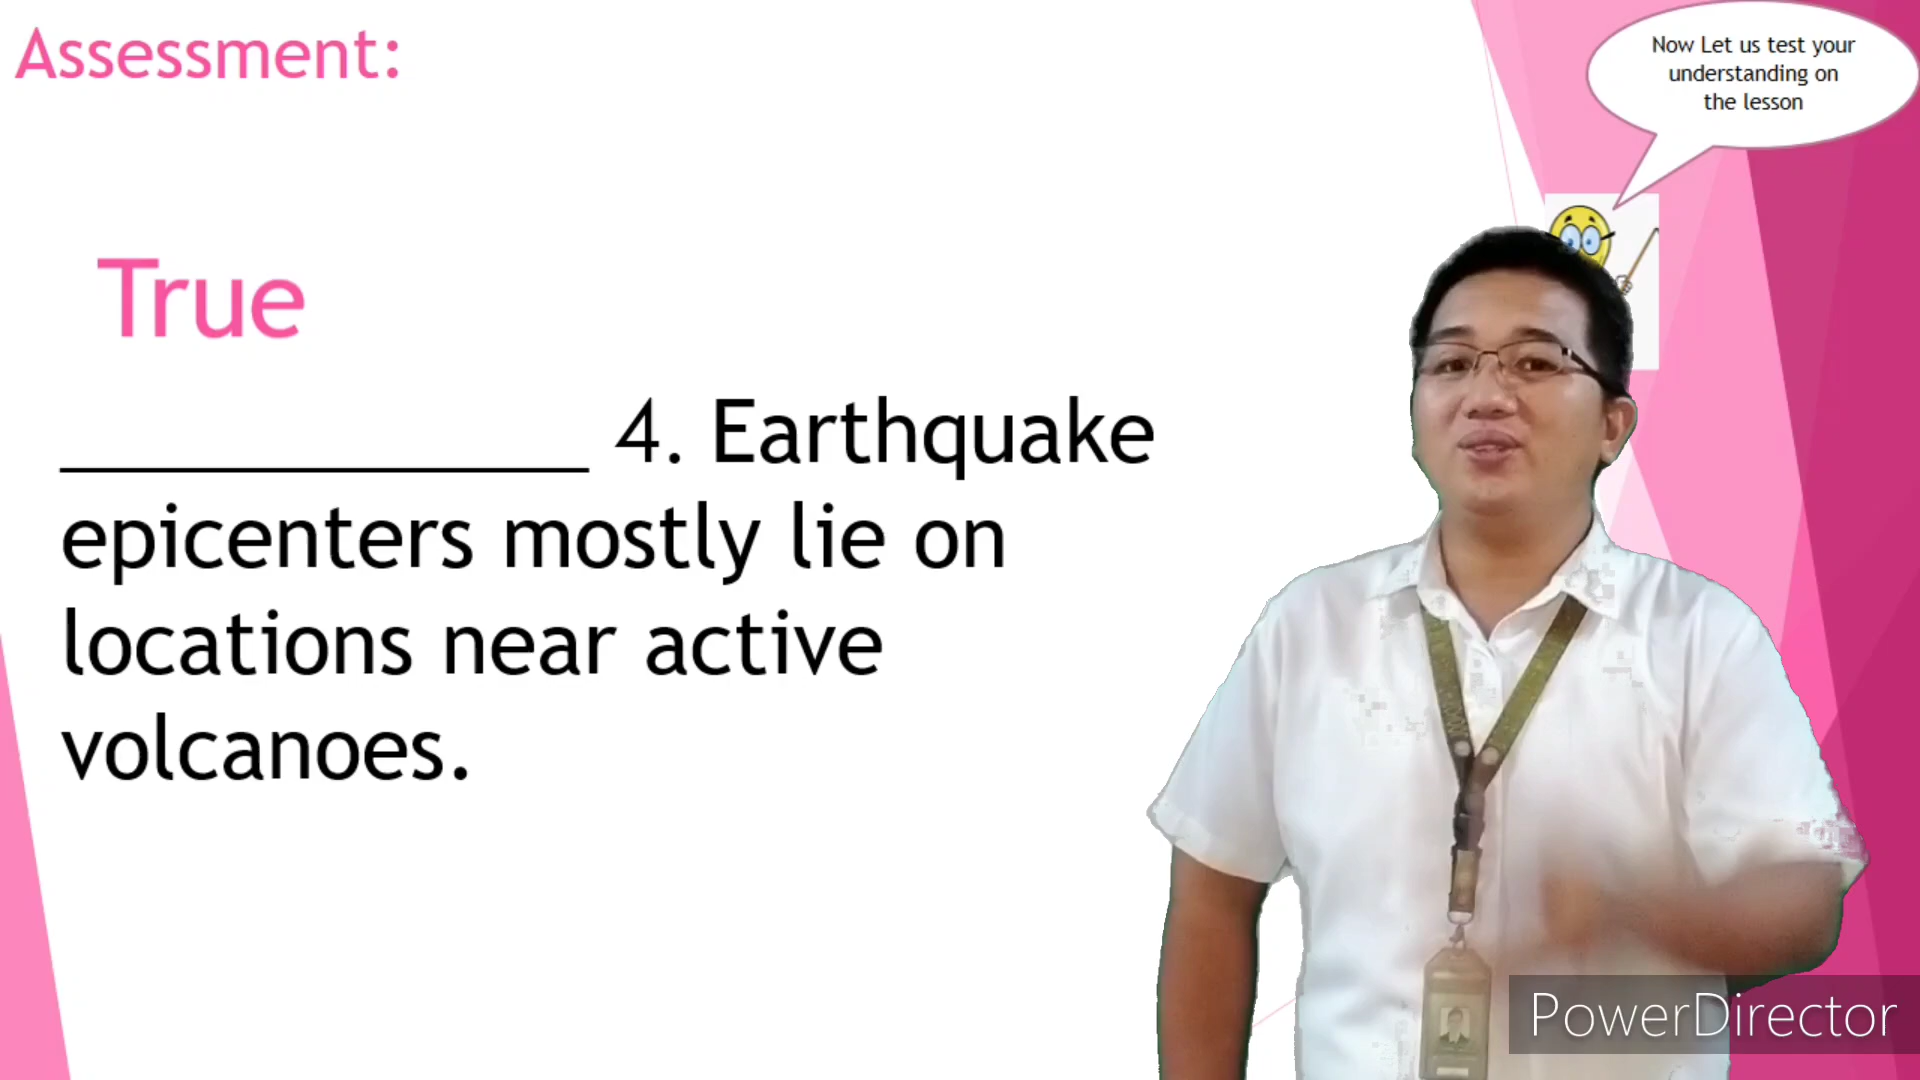 Assessment:
Now Let us test your
understanding on
the lesson
True
____________ 4. Earthquake
epicenters mostly lie on
locations near active
volcanoes.
PowerDirector